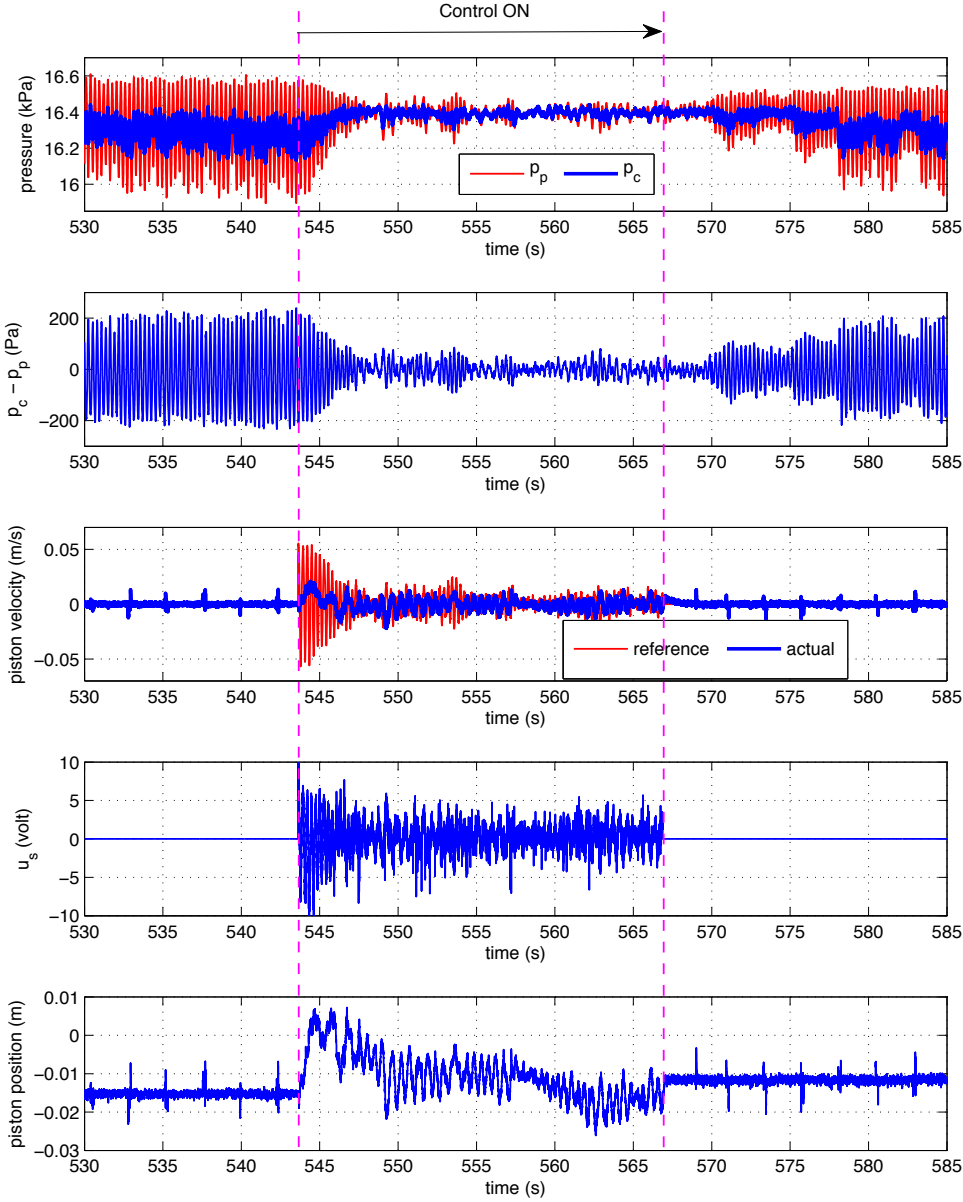 Control ON
pressure (kPa)
16.6
16.4
16.2
16
p_p p_c
530 535 540 545 550 555 560 565 570 575 580 585
time (s)
p_c − p_p (Pa)
200
0
−200
530 535 540 545 550 555 560 565 570 575 580 585
time (s)
piston velocity (m/s)
0.05
0
−0.05
reference actual
530 535 540 545 550 555 560 565 570 575 580 585
time (s)
u_s (volt)
10
5
0
−5
−10
530 535 540 545 550 555 560 565 570 575 580 585
time (s)
piston position (m)
0.01
0
−0.01
−0.02
−0.03
530 535 540 545 550 555 560 565 570 575 580 585
time (s)